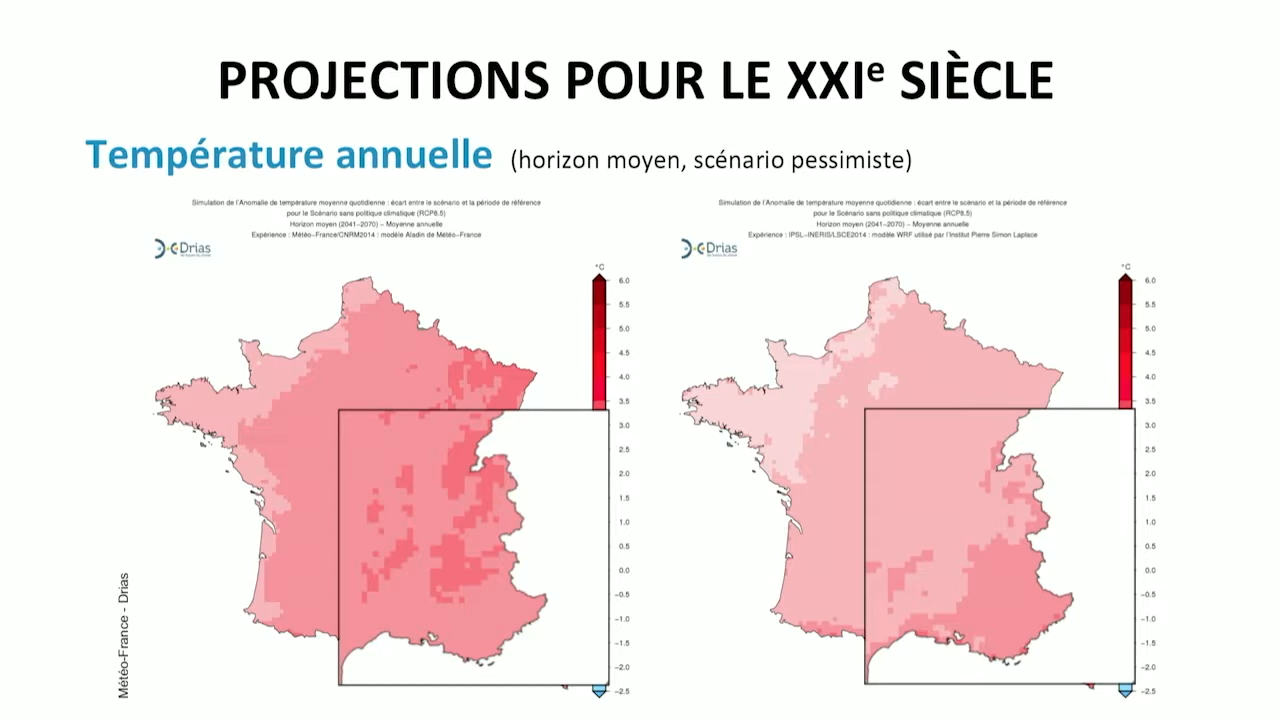 PROJECTIONS POUR LE XXIe SIÈCLE
Température annuelle (horizon moyen, scénario pessimiste)
Simulation de l'Anomalie de température moyenne quotidienne : écart entre le scénario et la période de référence
pour le Scénario sans politique climatique (RCP8.5)
Horizon moyen (2041–2070) – Moyenne annuelle
Expérience : Météo–France/CNRM2014 : modèle Aladin de Météo–France
Drias
°C
6.0
5.5
5.0
4.5
4.0
3.5
3.0
2.5
2.0
1.5
1.0
0.5
0.0
−0.5
−1.0
−1.5
−2.0
−2.5
Simulation de l'Anomalie de température moyenne quotidienne : écart entre le scénario et la période de référence
pour le Scénario sans politique climatique (RCP8.5)
Horizon moyen (2041–2070) – Moyenne annuelle
Expérience : IPSL–INERIS/LSCE2014 : modèle WRF utilisé par l'Institut Pierre Simon Laplace
Drias
°C
6.0
5.5
5.0
4.5
4.0
3.5
3.0
2.5
2.0
1.5
1.0
0.5
0.0
−0.5
−1.0
−1.5
−2.0
−2.5
Météo-France - Drias